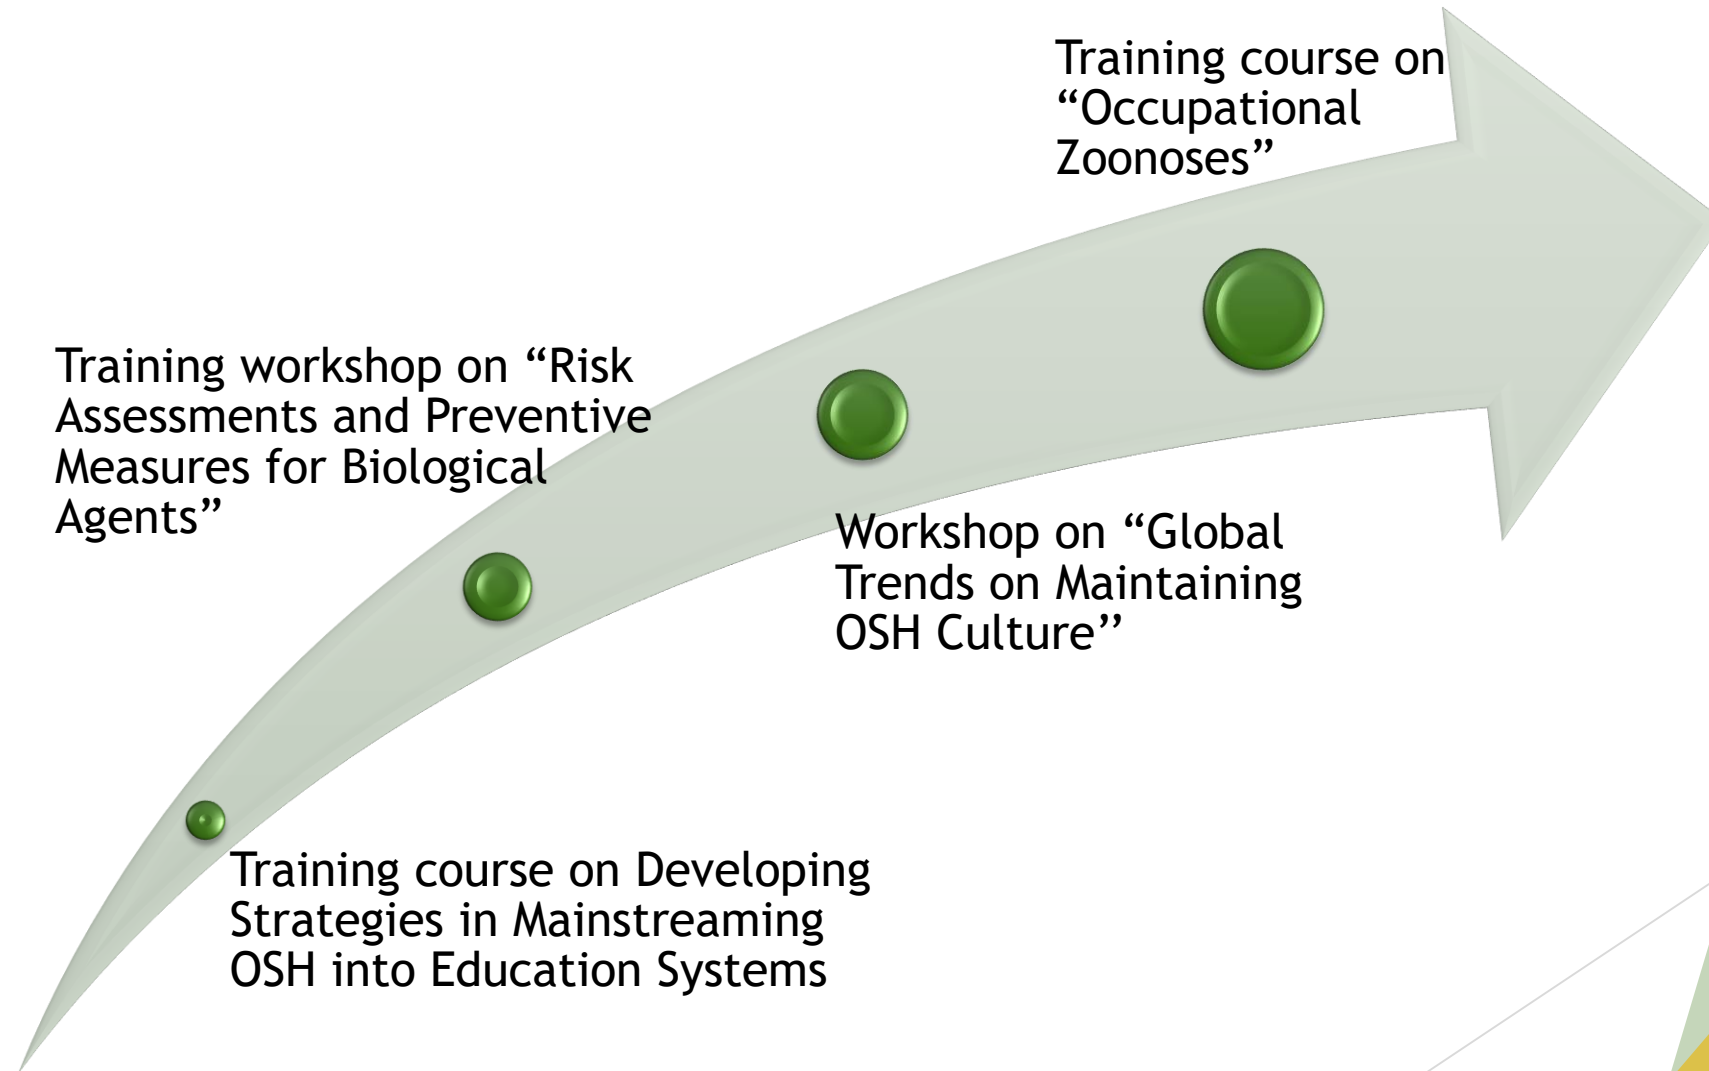 Training course on
“Occupational
Zoonoses”
Training workshop on “Risk
Assessments and Preventive
Measures for Biological
Agents”
Workshop on “Global
Trends on Maintaining
OSH Culture’’
Training course on Developing
Strategies in Mainstreaming
OSH into Education Systems